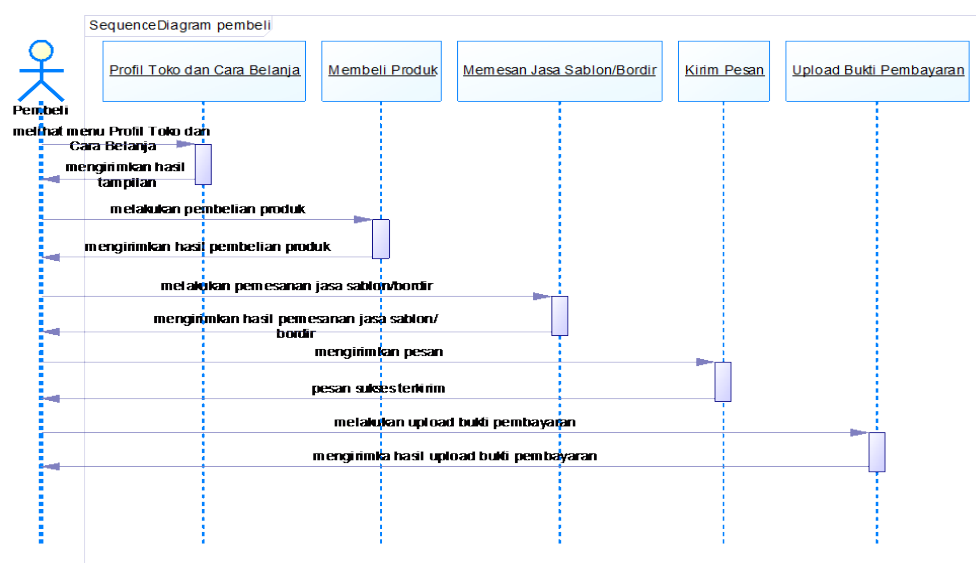 SequenceDiagram pembeli
Profil Toko dan Cara Belanja
Membeli Produk
Memesan Jasa Sablon/Bordir
Kirim Pesan
Upload Bukti Pembayaran
Pembeli
melihat menu Profil Toko dan
Cara Belanja
mengirimkan hasil
tampilan
melakukan pembelian produk
mengirimkan hasil pembelian produk
melakukan pemesanan jasa sablon/bordir
mengirimkan hasil pemesanan jasa sablon/
bordir
mengirimkan pesan
pesan sukses terkirim
melakukan upload bukti pembayaran
mengirimka hasil upload bukti pembayaran